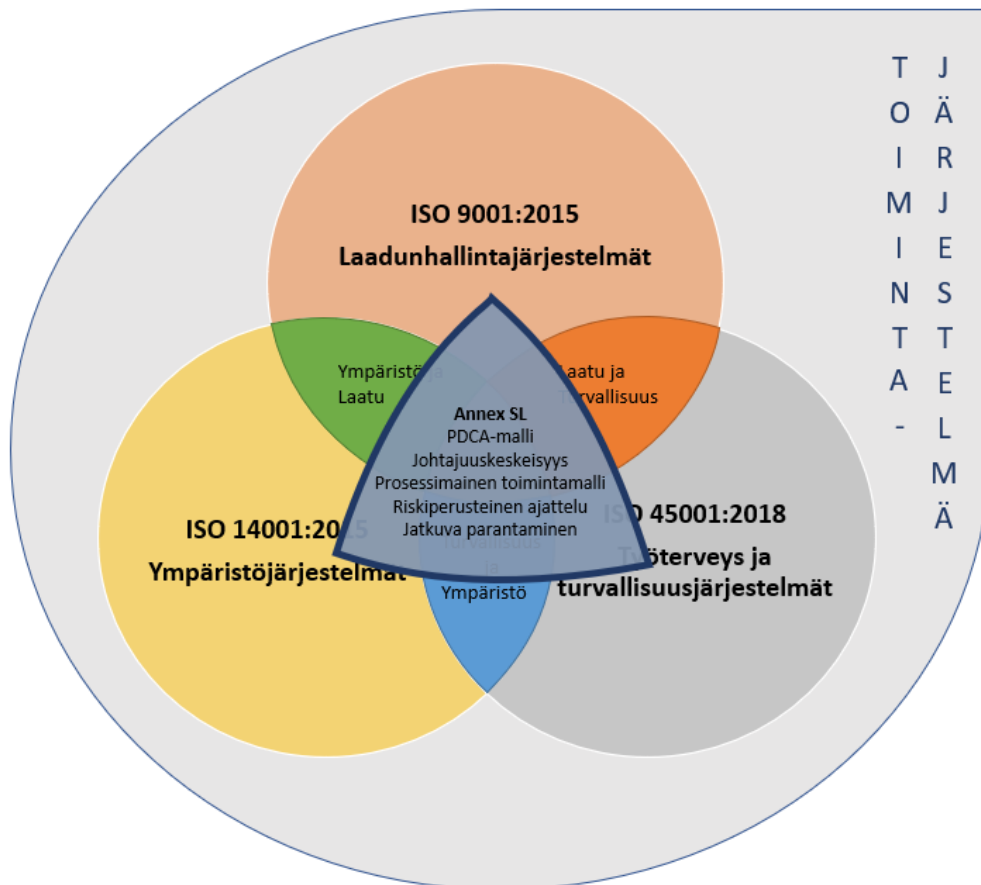 TOIMINTA-
JÄRJESTELMÄ
ISO 9001:2015
Laadunhallintajärjestelmät
Ympäristö ja
Laatu
Laatu ja
Turvallisuus
Annex SL
PDCA-malli
Johtajuuskeskeisyys
Prosessimainen toimintamalli
Riskiperusteinen ajattelu
Jatkuva parantaminen
ISO 14001:2015
Ympäristöjärjestelmät
ISO 45001:2018
Työterveys ja
turvallisuusjärjestelmät
Turvallisuus
ja
Ympäristö